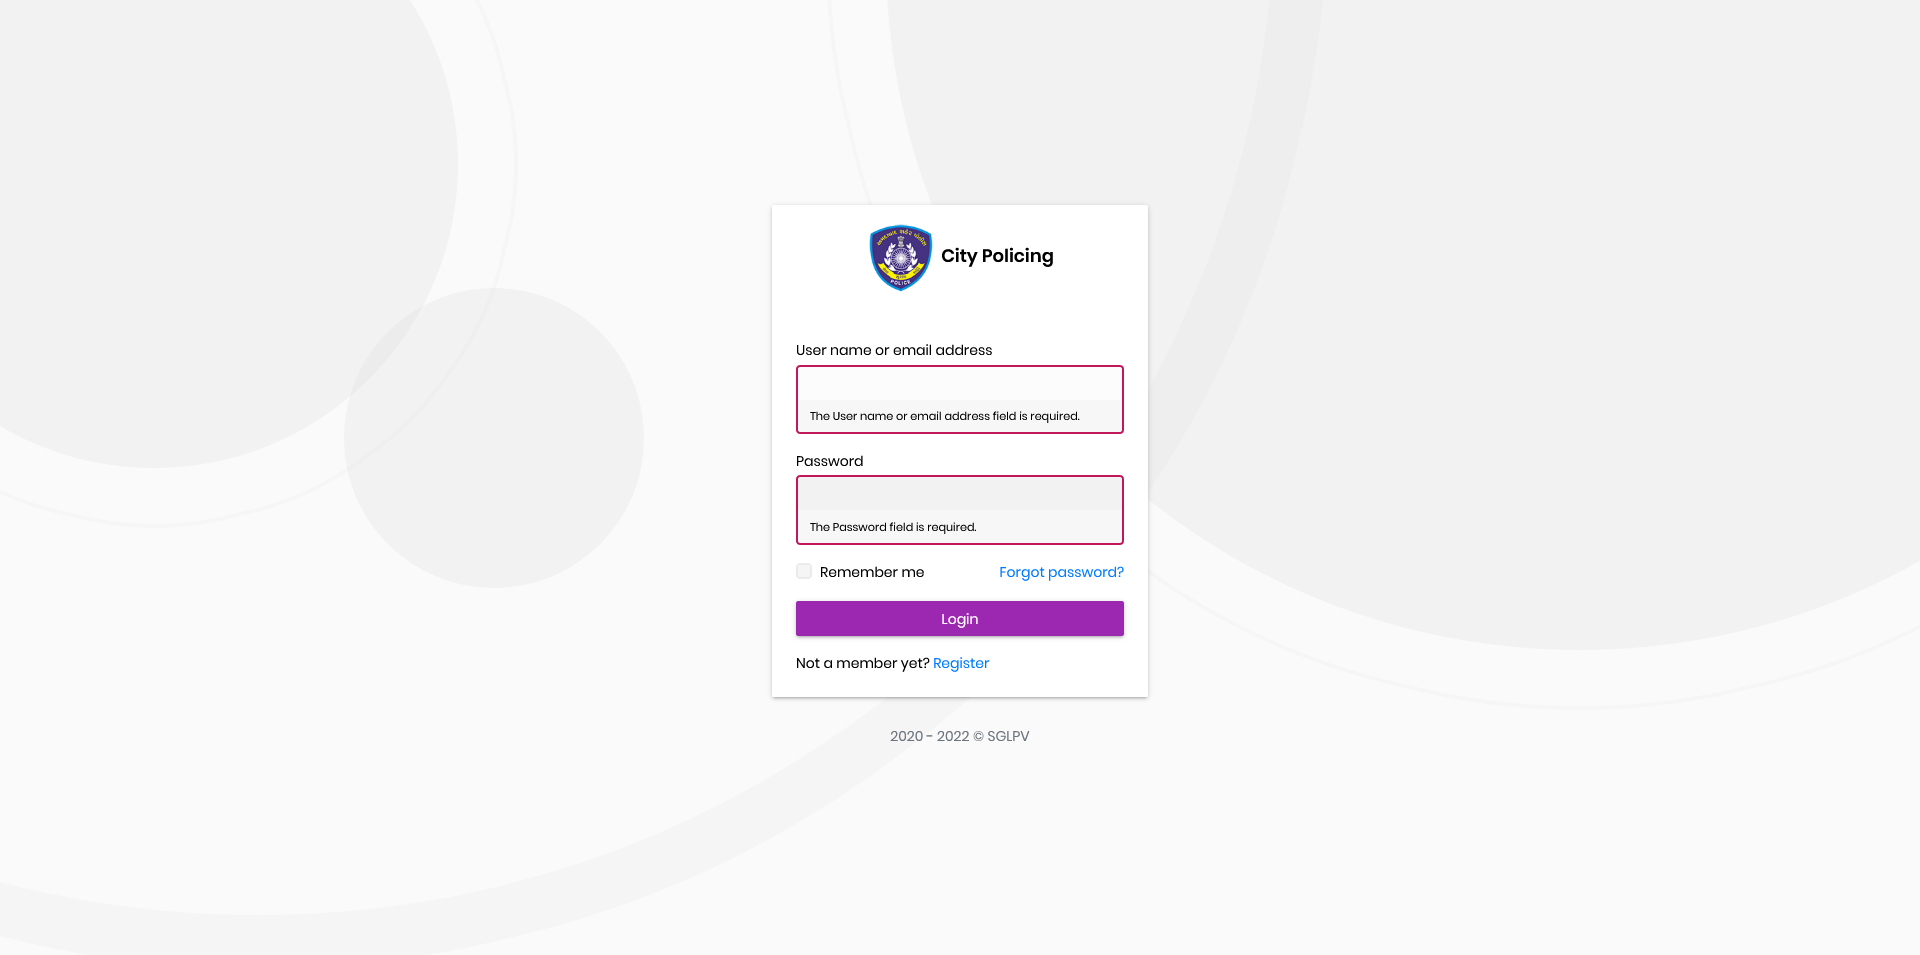 POLICE
City Policing
User name or email address
The User name or email address field is required.
Password
The Password field is required.
Remember me
Forgot password?
Login
Not a member yet? Register
2020 - 2022 © SGLPV